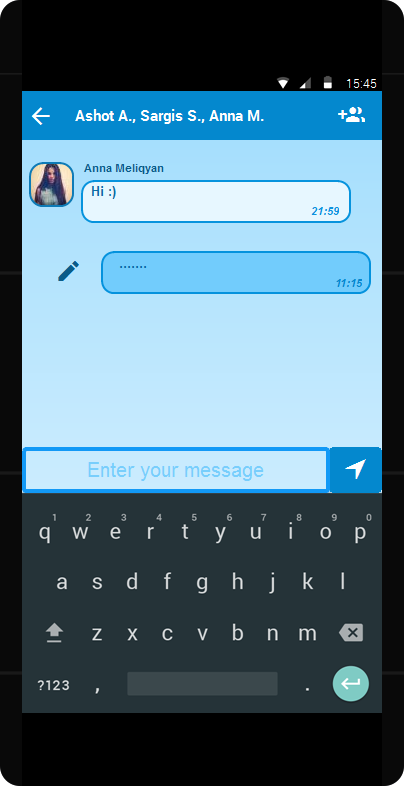 15:45
Ashot A., Sargis S., Anna M.
Anna Meliqyan
Hi :)
21:59
.......
11:15
Enter your message
1 2 3 4 5 6 7 8 9 0
q w e r t y u i o p
a s d f g h j k l
z x c v b n m
?123 , .